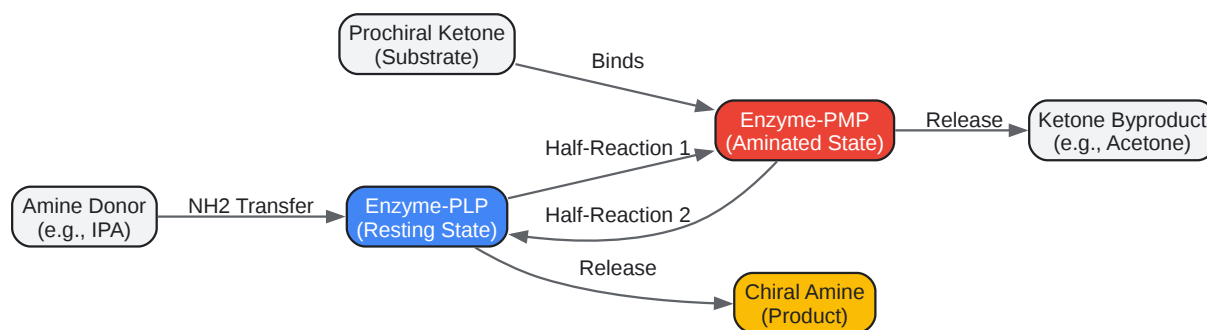 Prochiral Ketone
(Substrate)
Binds
Enzyme-PMP
(Aminated State)
Release
Ketone Byproduct
(e.g., Acetone)
Half-Reaction 1
Amine Donor
(e.g., IPA)
NH2 Transfer
Enzyme-PLP
(Resting State)
Half-Reaction 2
Release
Chiral Amine
(Product)